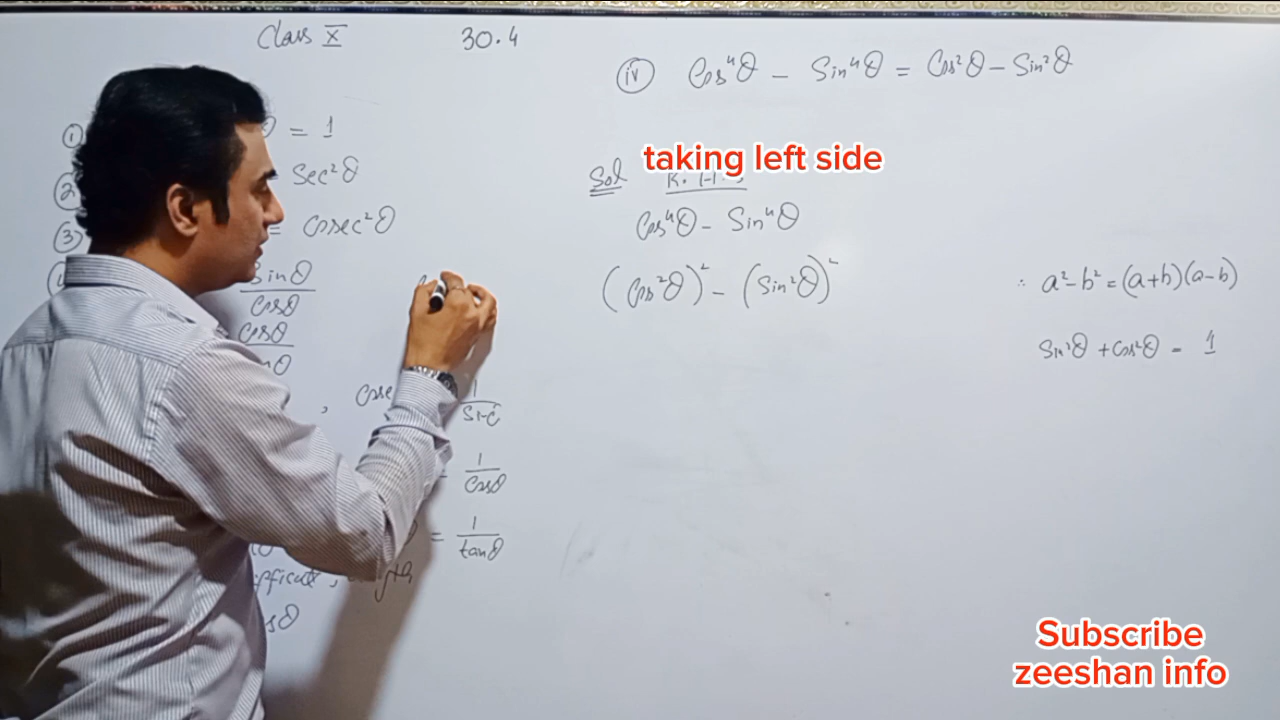 Class X 30.4
① = 1
② Sec²θ
③ = Cosec²θ
Sinθ
Cosθ
Cosθ
, Cosec 1
= 1
Cosθ
= 1
tanθ
iv Cos⁴θ - Sin⁴θ = Cos²θ - Sin²θ
taking left side
Sol R.H.S
Cos⁴θ - Sin⁴θ
(Cos²θ)² - (Sin²θ)²
∴ a²-b² = (a+b)(a-b)
Sin²θ + Cos²θ = 1
Subscribe
zeeshan info